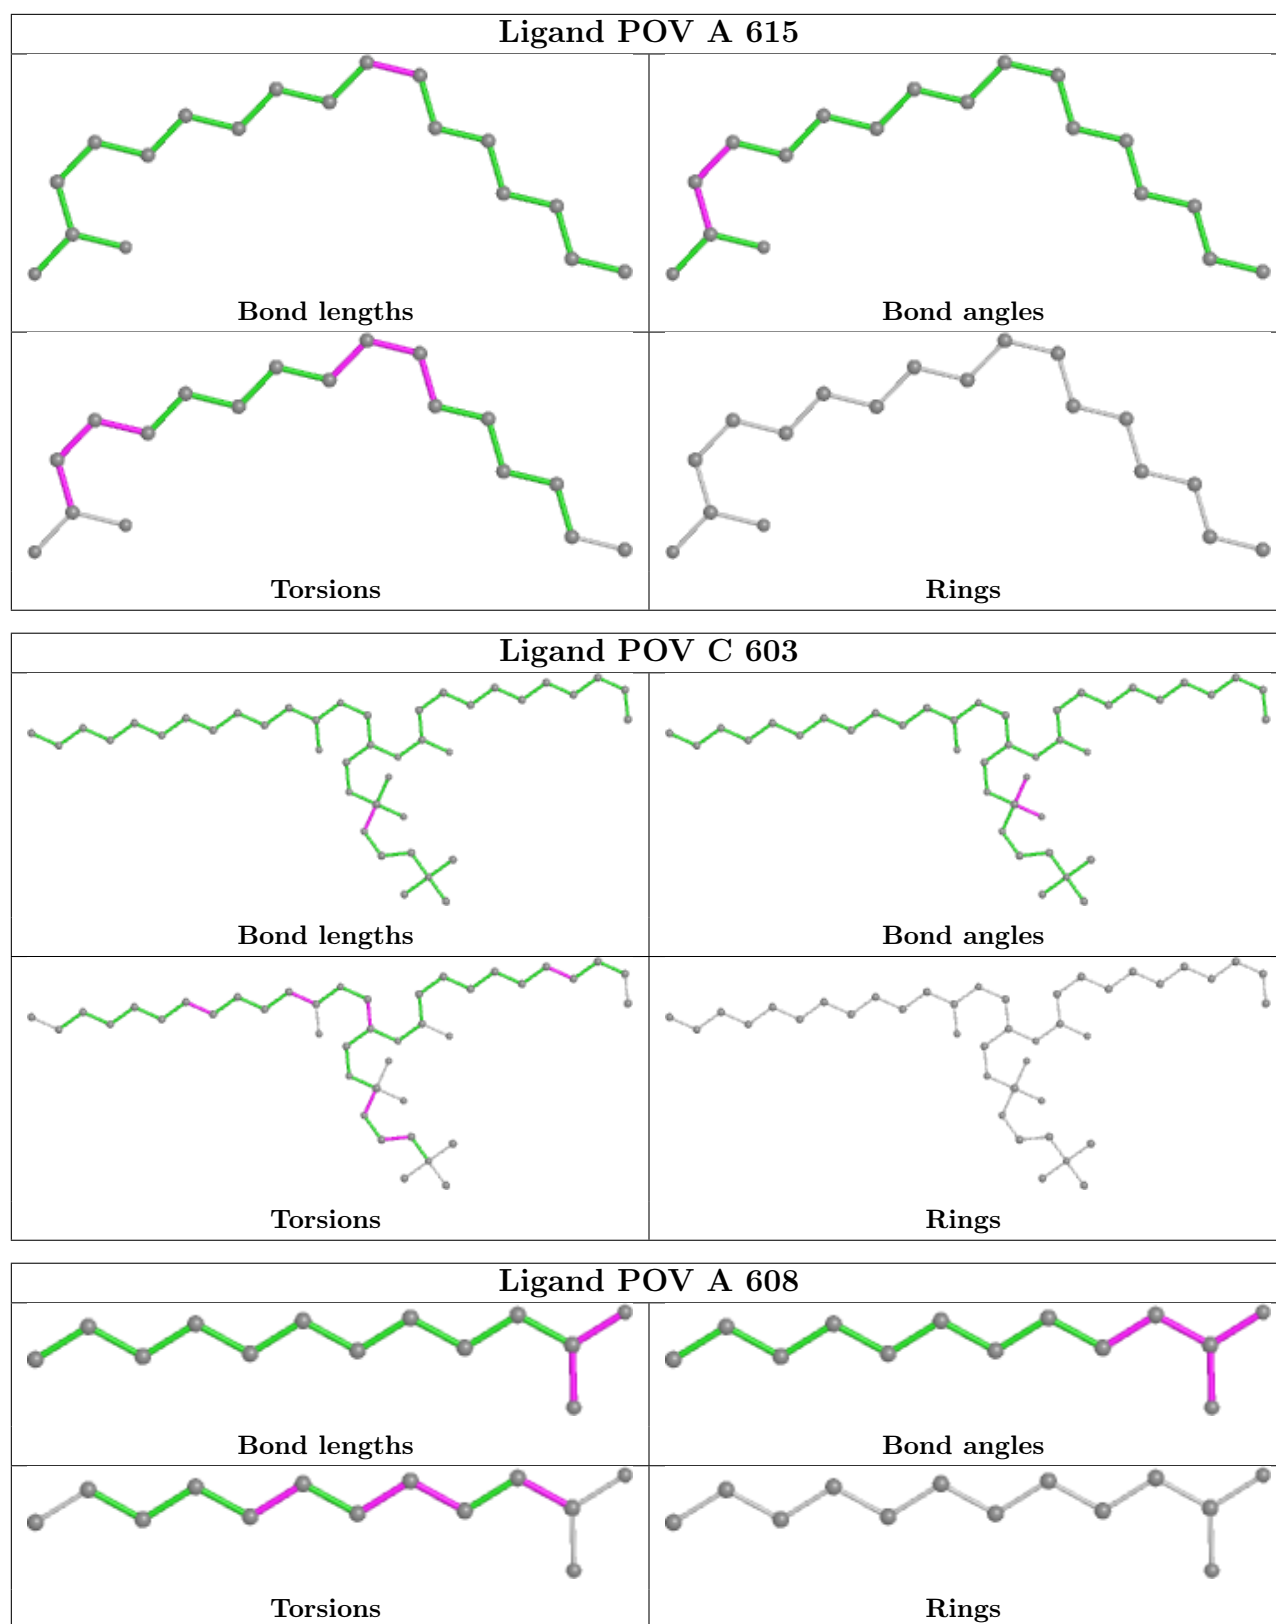 Ligand POV A 615
Bond lengths
Bond angles
Torsions
Rings
Ligand POV C 603
Bond lengths
Bond angles
Torsions
Rings
Ligand POV A 608
Bond lengths
Bond angles
Torsions
Rings